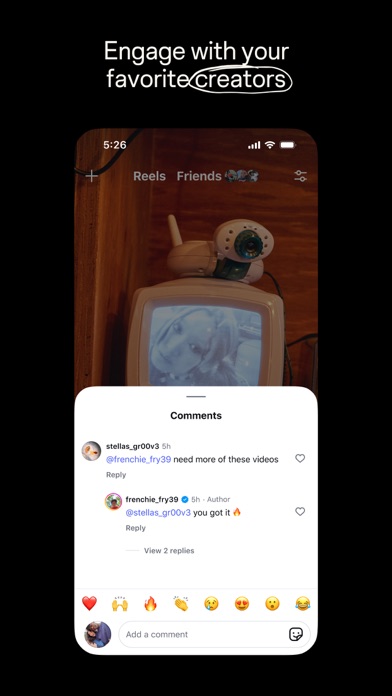 Engage with your
favorite creators
5:26
Reels Friends
Comments
stellas_gr00v3 5h
@frenchie_fry39 need more of these videos
Reply
frenchie_fry39 5h · Author
@stellas_gr00v3 you got it 🔥
Reply
View 2 replies
❤️ 🙌 🔥 👏 😢 😍 😮 😂
Add a comment